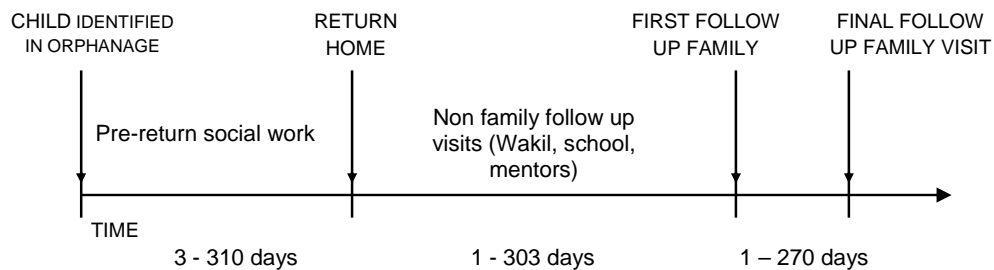 CHILD IDENTIFIED
IN ORPHANAGE
RETURN
HOME
FIRST FOLLOW
UP FAMILY
FINAL FOLLOW
UP FAMILY VISIT
Pre-return social work
Non family follow up
visits (Wakil, school,
mentors)
TIME
3 - 310 days
1 - 303 days
1 – 270 days